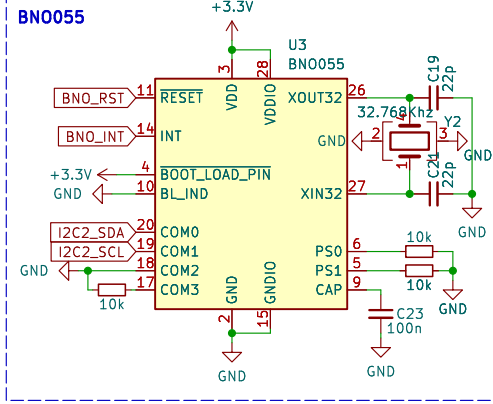 BNO055
+3.3V
U3
BNO055
3
28
VDD
VDDIO
11
BNO_RST
RESET
XOUT32
26
C19
22p
32.768Khz
4
Y2
14
BNO_INT
INT
GND
2
3
GND
1
4
+3.3V
BOOT_LOAD_PIN
10
GND
BL_IND
XIN32
27
C21
22p
GND
20
I2C2_SDA
COM0
19
I2C2_SCL
COM1
PS0
6
10k
18
GND
COM2
PS1
5
10k
17
10k
COM3
CAP
9
GND
GND
GNDIO
C23
100n
2
15
GND
GND